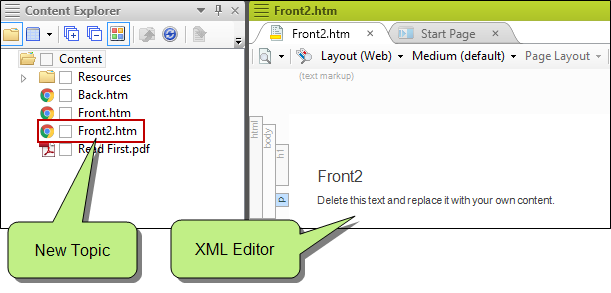 Content Explorer
Content
Resources
Back.htm
Front.htm
Front2.htm
Read First.pdf
New Topic
Front2.htm
Front2.htm
Start Page
Layout (Web)
Medium (default)
Page Layout
(text markup)
html
body
h1
p
Front2
Delete this text and replace it with your own content.
XML Editor